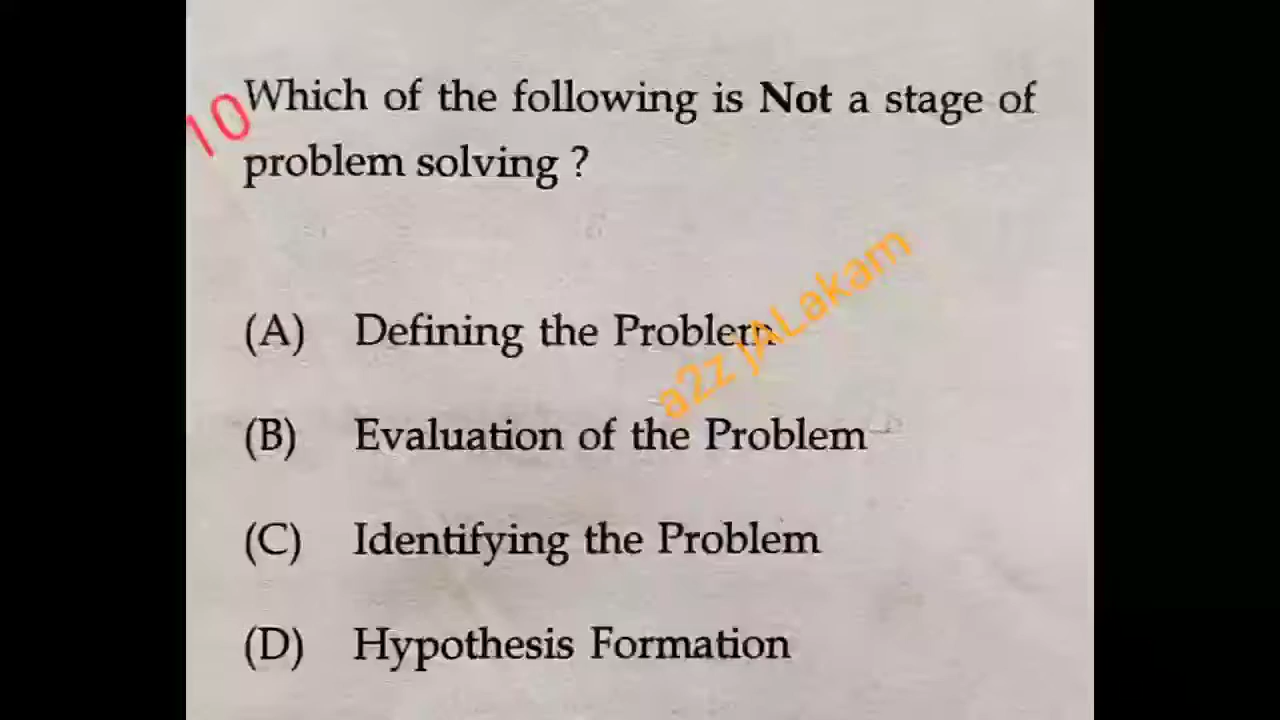 10 Which of the following is Not a stage of
problem solving ?
(A) Defining the Problem
a2z jALakam
(B) Evaluation of the Problem
(C) Identifying the Problem
(D) Hypothesis Formation